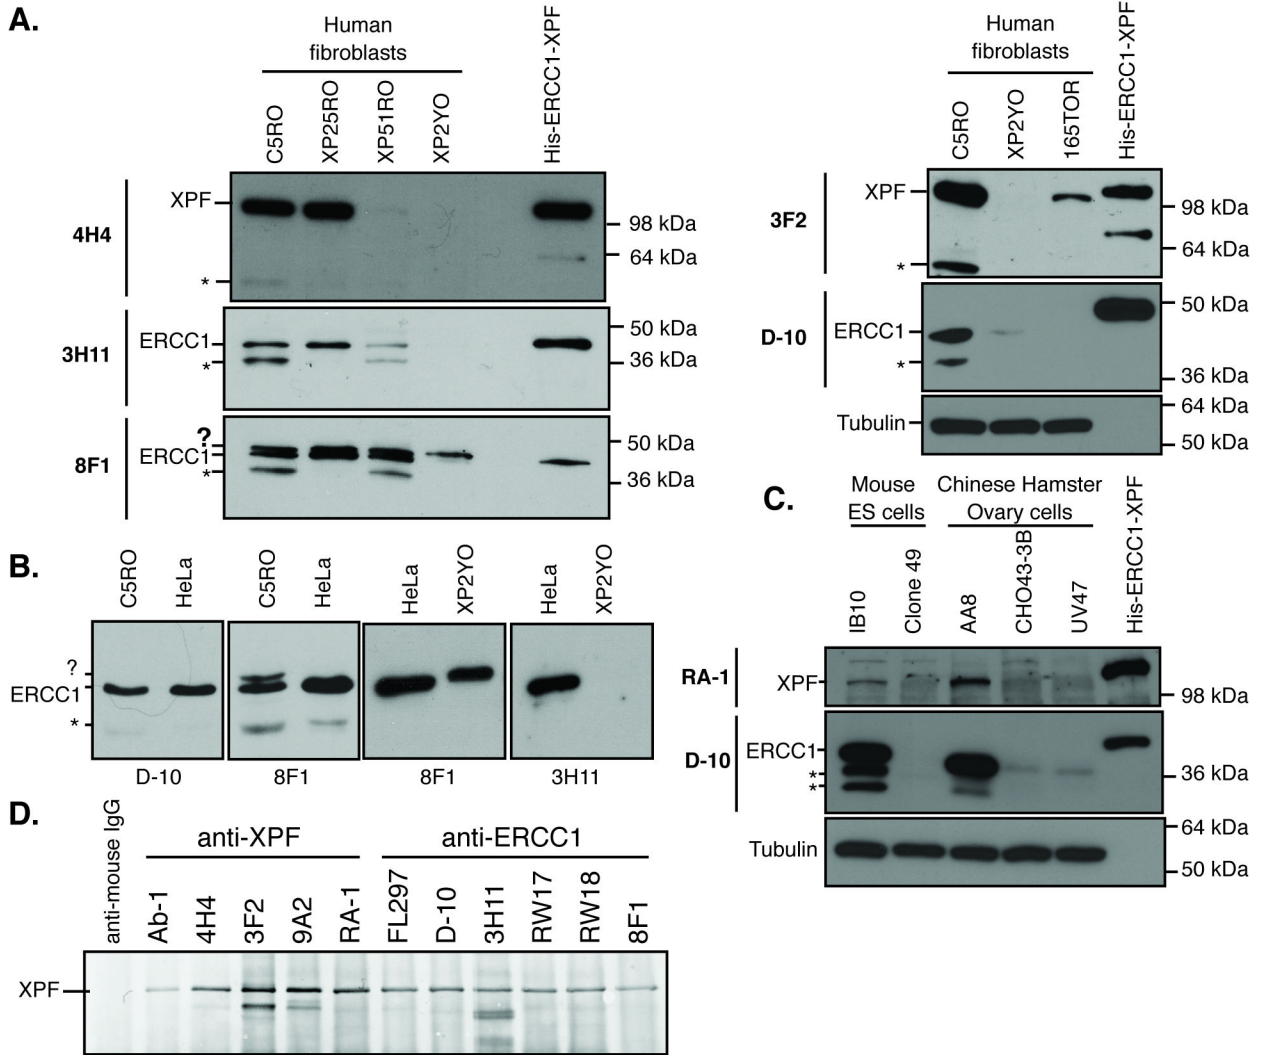 A.
Human
fibroblasts
C5RO
XP25RO
XP51RO
XP2YO
His-ERCC1-XPF
4H4
XPF
*
98 kDa
64 kDa
3H11
ERCC1
*
50 kDa
36 kDa
8F1
?
ERCC1
*
50 kDa
36 kDa
Human
fibroblasts
C5RO
XP2YO
165TOR
His-ERCC1-XPF
3F2
XPF
*
98 kDa
64 kDa
D-10
ERCC1
*
50 kDa
36 kDa
Tubulin
64 kDa
50 kDa
B.
C5RO
HeLa
C5RO
HeLa
HeLa
XP2YO
HeLa
XP2YO
?
ERCC1
*
D-10
8F1
8F1
3H11
C.
Mouse
ES cells
Chinese Hamster
Ovary cells
IB10
Clone 49
AA8
CHO43-3B
UV47
His-ERCC1-XPF
RA-1
XPF
98 kDa
D-10
ERCC1
*
*
36 kDa
Tubulin
64 kDa
50 kDa
D.
anti-mouse IgG
anti-XPF
anti-ERCC1
Ab-1
4H4
3F2
9A2
RA-1
FL297
D-10
3H11
RW17
RW18
8F1
XPF